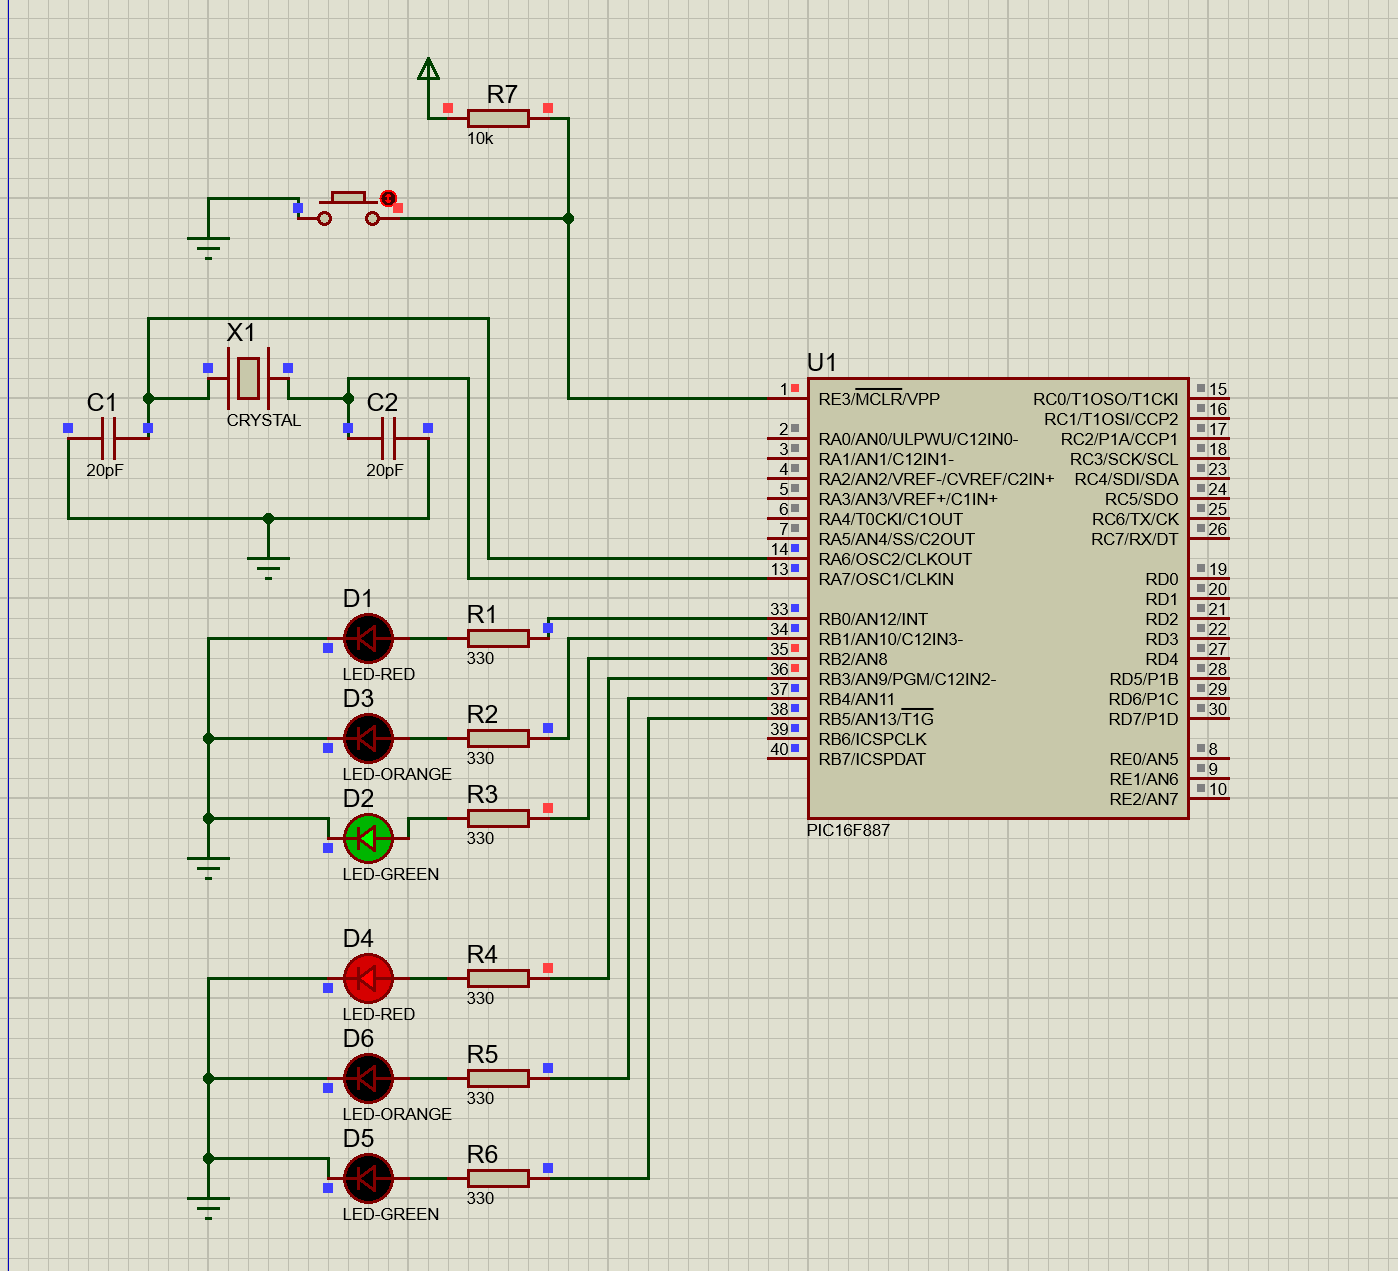 R7
10k
X1
CRYSTAL
C1
20pF
C2
20pF
U1
1 RE3/MCLR/VPP RC0/T1OSO/T1CKI 15
RC1/T1OSI/CCP2 16
2 RA0/AN0/ULPWU/C12IN0- RC2/P1A/CCP1 17
3 RA1/AN1/C12IN1- RC3/SCK/SCL 18
4 RA2/AN2/VREF-/CVREF/C2IN+ RC4/SDI/SDA 23
5 RA3/AN3/VREF+/C1IN+ RC5/SDO 24
6 RA4/T0CKI/C1OUT RC6/TX/CK 25
7 RA5/AN4/SS/C2OUT RC7/RX/DT 26
14 RA6/OSC2/CLKOUT
13 RA7/OSC1/CLKIN RD0 19
RD1 20
33 RB0/AN12/INT RD2 21
34 RB1/AN10/C12IN3- RD3 22
35 RB2/AN8 RD4 27
36 RB3/AN9/PGM/C12IN2- RD5/P1B 28
37 RB4/AN11 RD6/P1C 29
38 RB5/AN13/T1G RD7/P1D 30
39 RB6/ICSPCLK
40 RB7/ICSPDAT RE0/AN5 8
RE1/AN6 9
RE2/AN7 10
PIC16F887
D1
LED-RED
R1
330
D3
LED-ORANGE
R2
330
D2
LED-GREEN
R3
330
D4
LED-RED
R4
330
D6
LED-ORANGE
R5
330
D5
LED-GREEN
R6
330